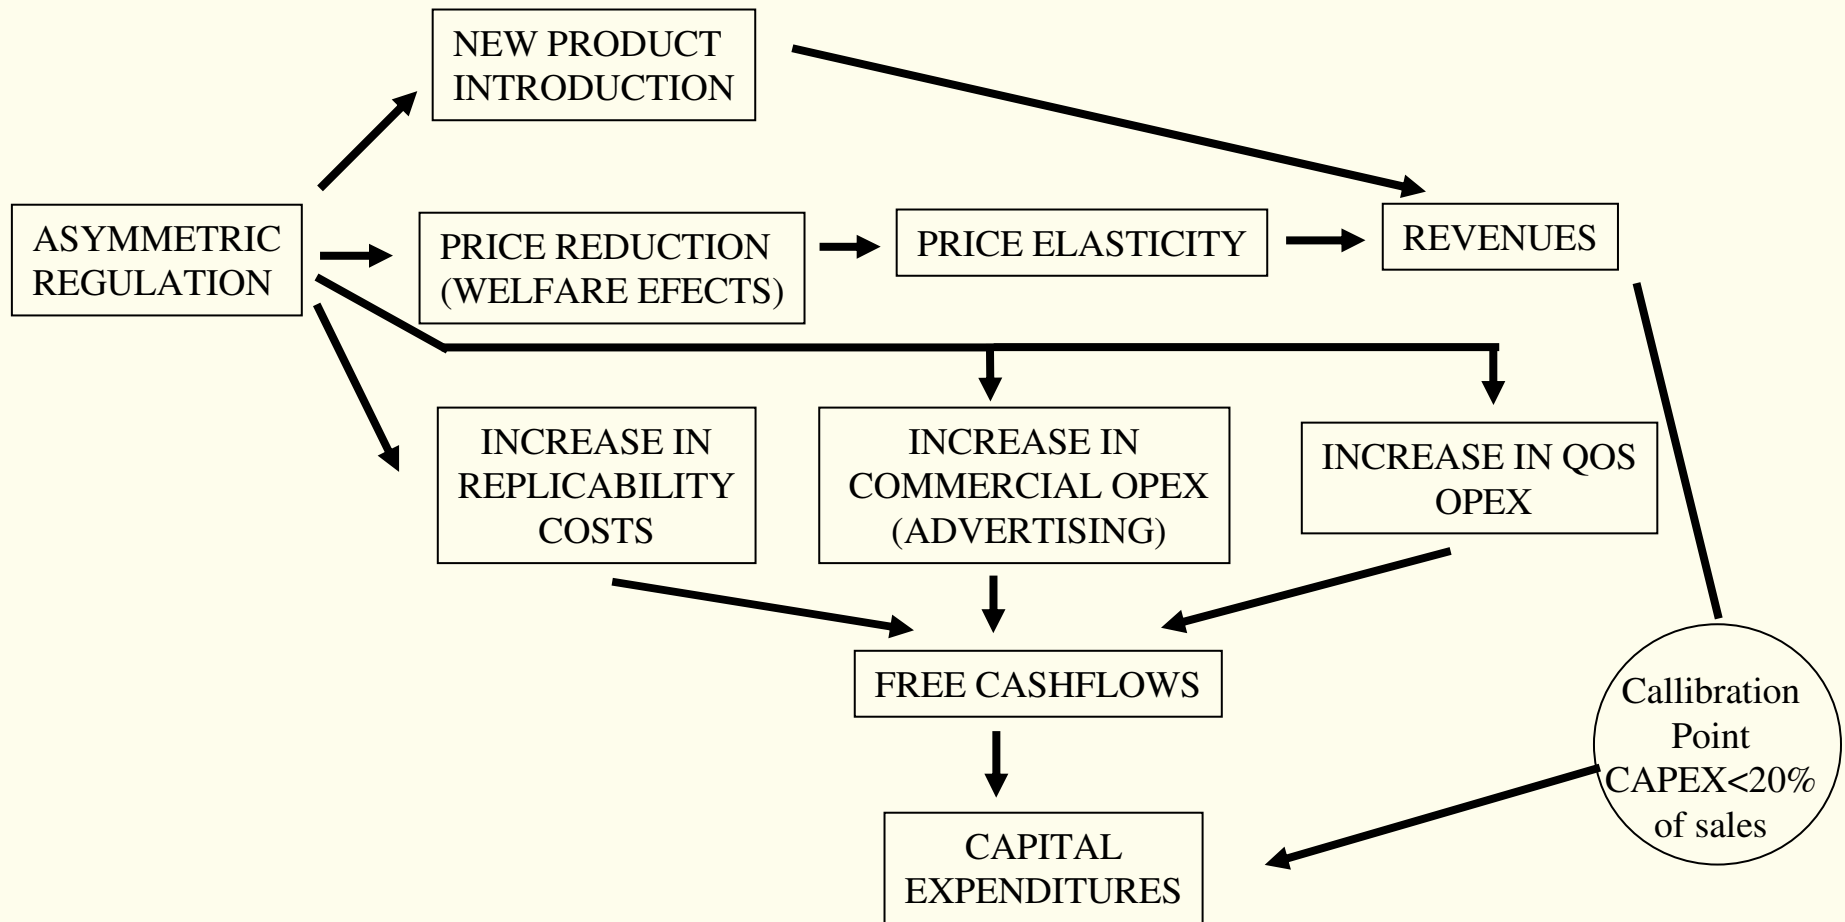 NEW PRODUCT
INTRODUCTION
ASYMMETRIC
REGULATION
PRICE REDUCTION
(WELFARE EFECTS)
PRICE ELASTICITY
REVENUES
INCREASE IN
REPLICABILITY
COSTS
INCREASE IN
COMMERCIAL OPEX
(ADVERTISING)
INCREASE IN QOS
OPEX
FREE CASHFLOWS
Callibration
Point
CAPEX<20%
of sales
CAPITAL
EXPENDITURES